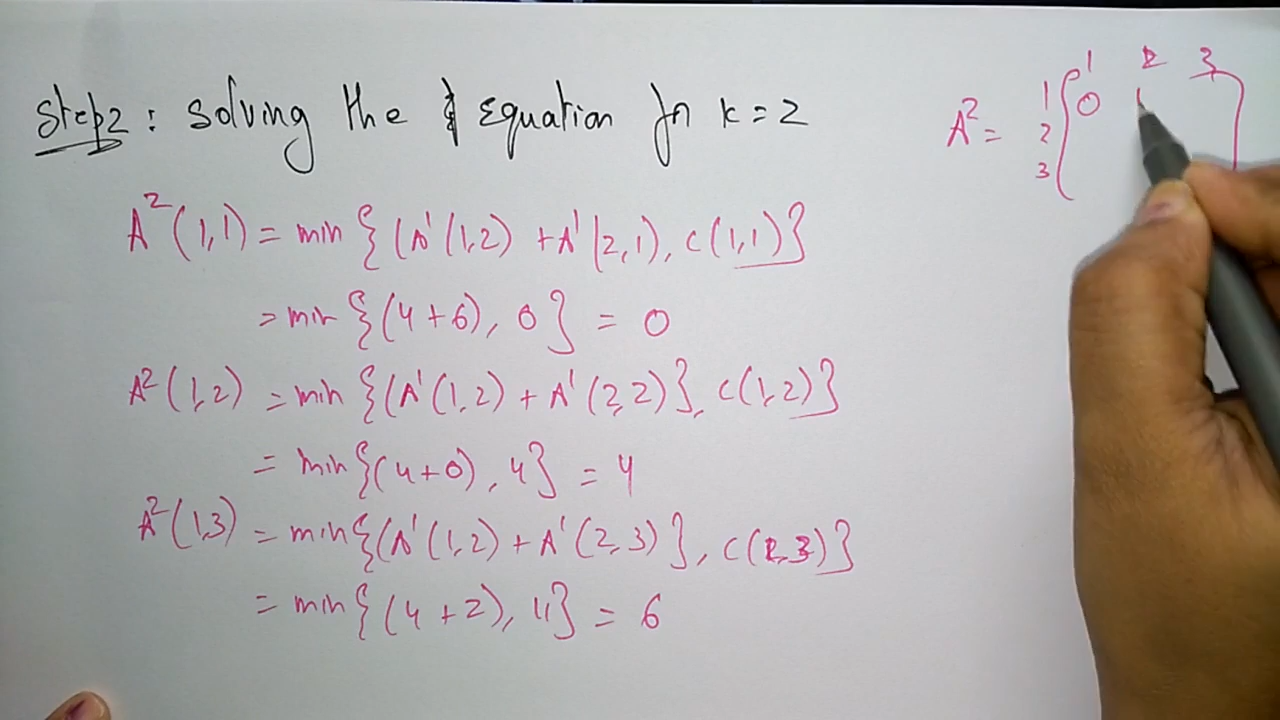 Step2 : Solving the Equation for k = 2
A² (1,1) = min {(A¹(1,2) + A¹(2,1), C(1,1)}
= min {(4+6), 0} = 0
A² (1,2) = min {(A¹(1,2) + A¹(2,2)}, C(1,2)}
= min {(4+0), 4} = 4
A² (1,3) = min {(A¹(1,2) + A¹(2,3)}, C(1,3)}
= min {(4+2), 11} = 6
1 2 3
A² = 1 0
2
3